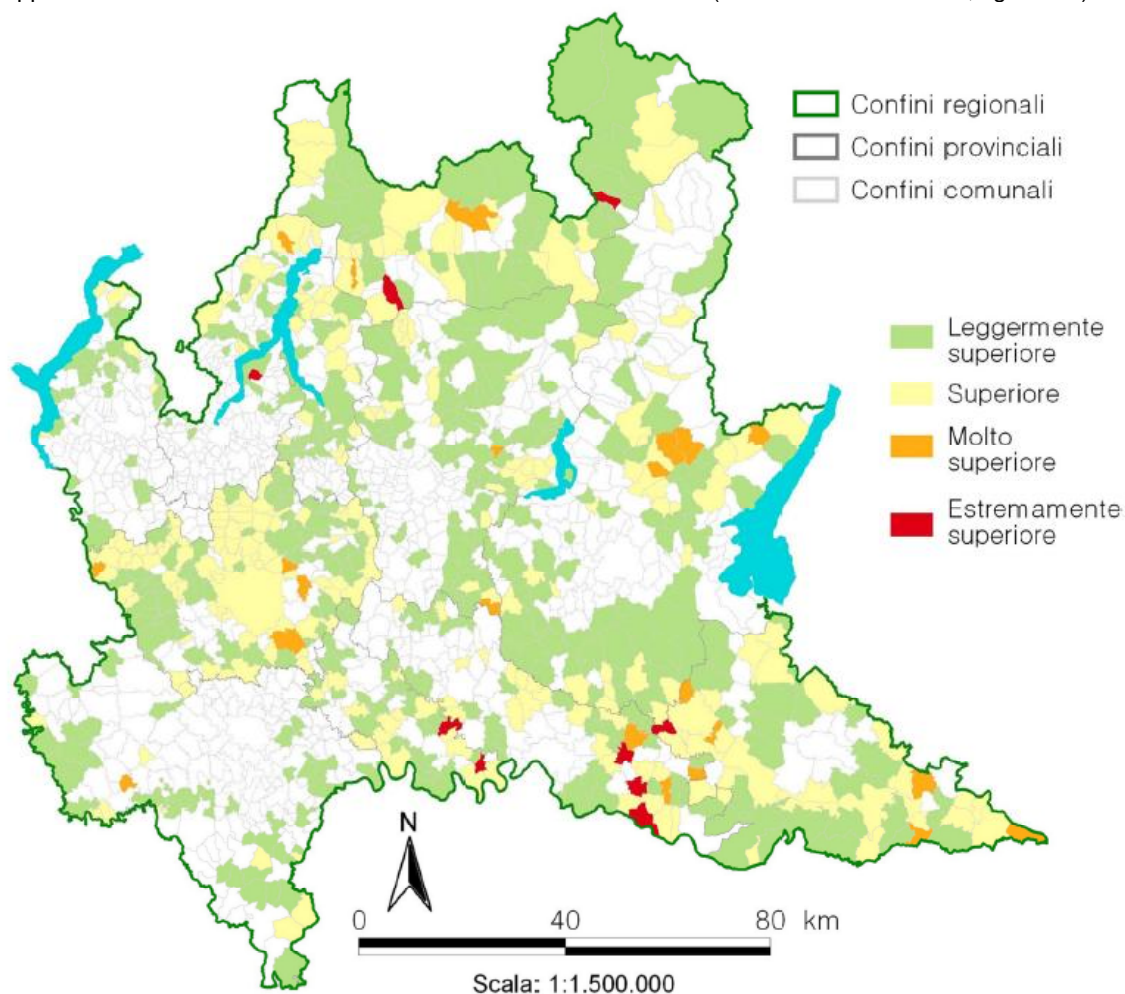 Confini regionali
Confini provinciali
Confini comunali
Leggermente
superiore
Superiore
Molto
superiore
Estremamente
superiore
N
0 40 80 km
Scala: 1:1.500.000